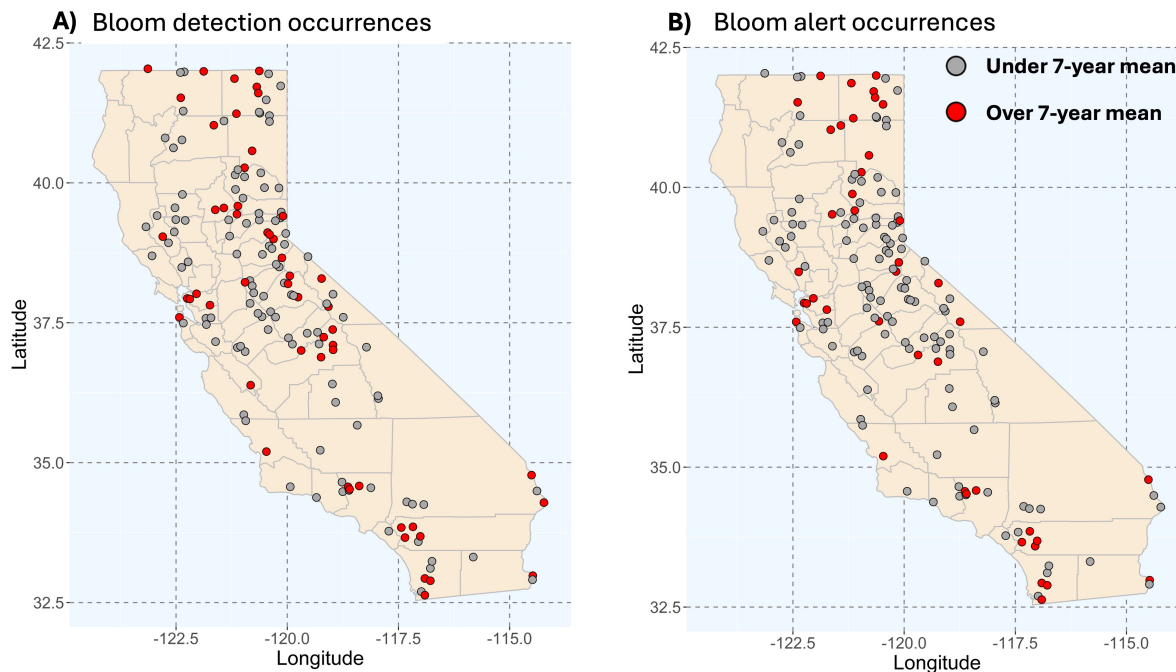 A) Bloom detection occurrences
B) Bloom alert occurrences
Under 7-year mean
Over 7-year mean
42.5
40.0
37.5
35.0
32.5
Latitude
-122.5 -120.0 -117.5 -115.0
Longitude
42.5
40.0
37.5
35.0
32.5
Latitude
-122.5 -120.0 -117.5 -115.0
Longitude